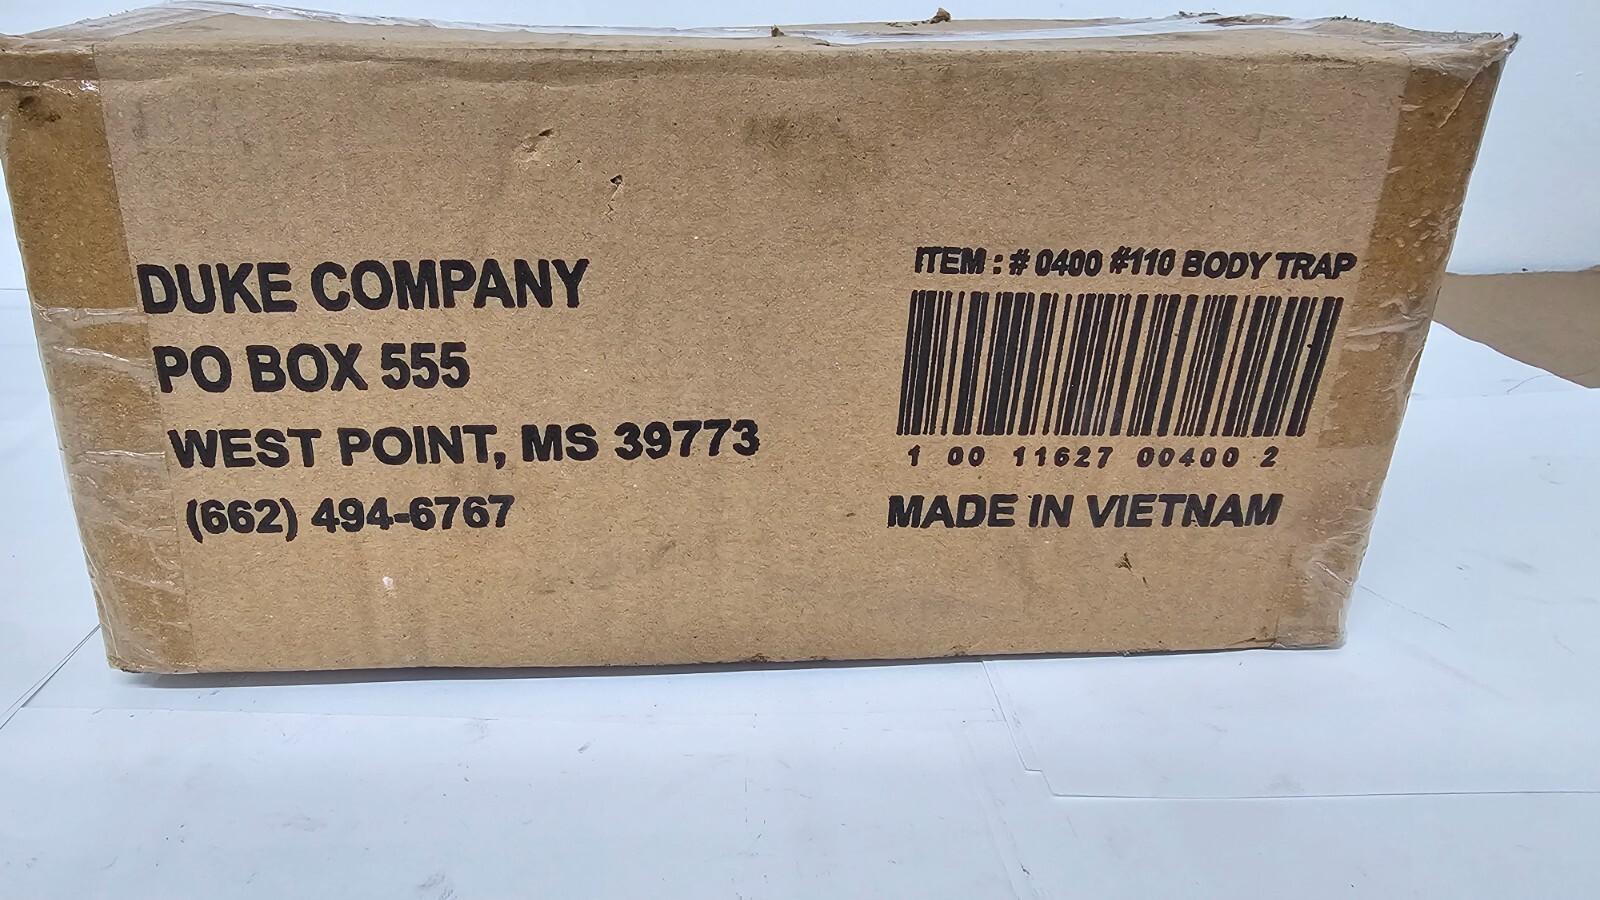 DUKE COMPANY
PO BOX 555
WEST POINT, MS 39773
(662) 494-6767
ITEM : # 0400 #110 BODY TRAP
1 00 11627 00400 2
MADE IN VIETNAM